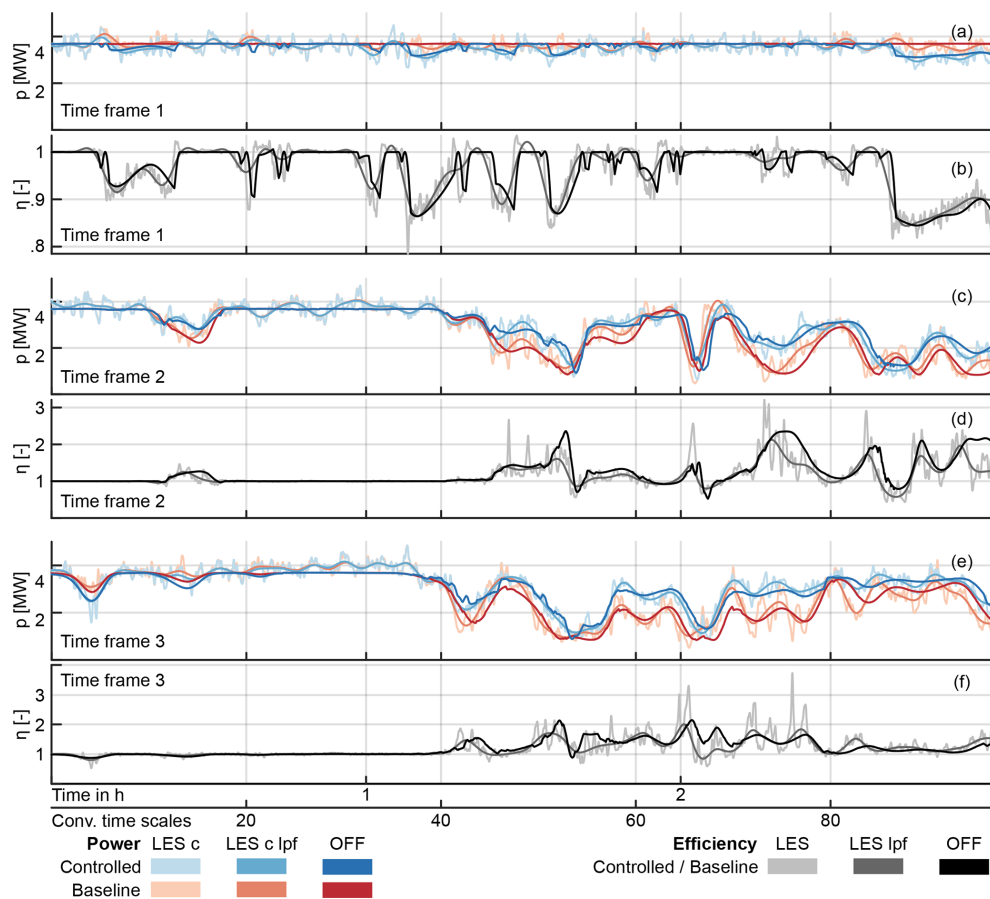 (a)
p [MW]
4
2
Time frame 1
1
(b)
η [-]
.9
Time frame 1
.8
(c)
p [MW]
4
2
Time frame 2
3
(d)
η [-]
2
1
Time frame 2
(e)
p [MW]
4
2
Time frame 3
Time frame 3
(f)
η [-]
3
2
1
Time in h 1 2
Conv. time scales 20 40 60 80
Power LES c LES c lpf OFF Efficiency LES LES lpf OFF
Controlled Controlled / Baseline
Baseline